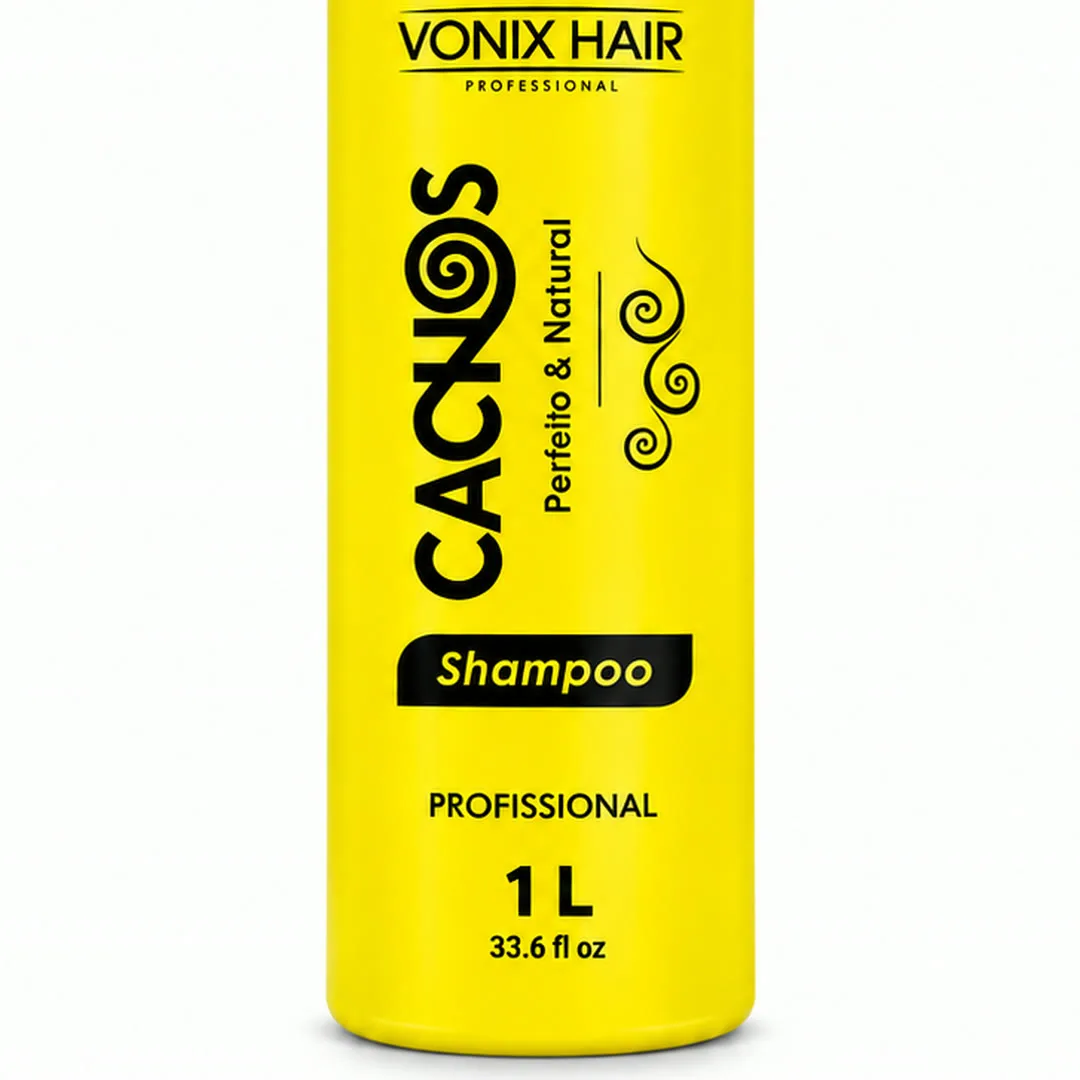 VONIX HAIR
PROFESSIONAL
CACHOS
Perfeito & Natural
Shampoo
PROFISSIONAL
1 L
33.6 fl oz